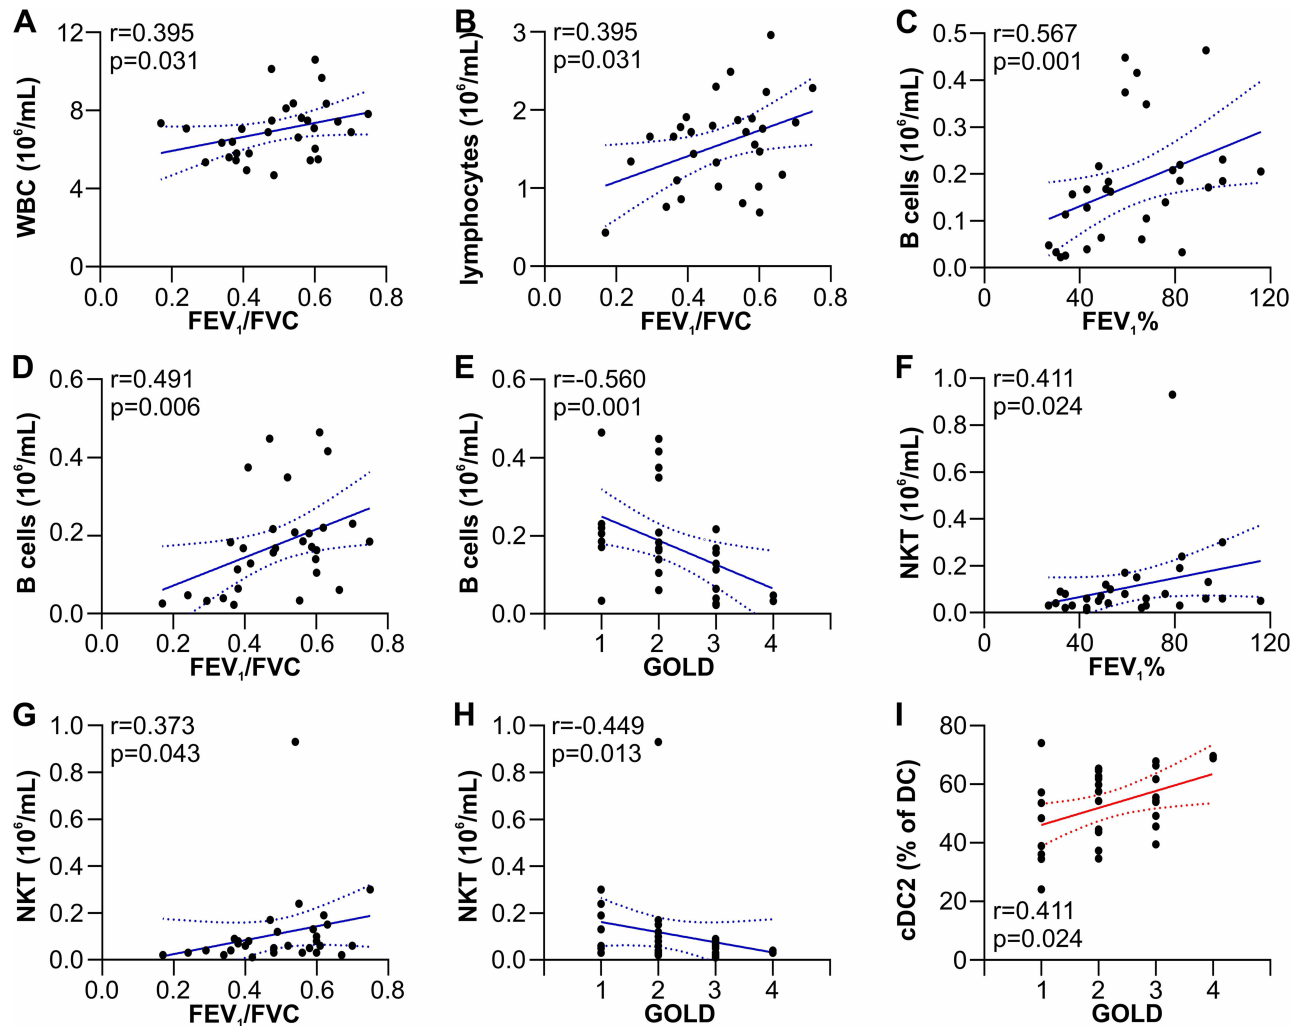 A
r=0.395
p=0.031
WBC (10⁶/mL)
12
8
4
0
0.0 0.2 0.4 0.6 0.8
FEV₁/FVC
B
r=0.395
p=0.031
lymphocytes (10⁶/mL)
3
2
1
0
0.0 0.2 0.4 0.6 0.8
FEV₁/FVC
C
r=0.567
p=0.001
B cells (10⁶/mL)
0.5
0.4
0.3
0.2
0.1
0.0
0 40 80 120
FEV₁%
D
r=0.491
p=0.006
B cells (10⁶/mL)
0.6
0.4
0.2
0.0
0.0 0.2 0.4 0.6 0.8
FEV₁/FVC
E
r=-0.560
p=0.001
B cells (10⁶/mL)
0.6
0.4
0.2
0.0
1 2 3 4
GOLD
F
r=0.411
p=0.024
NKT (10⁶/mL)
1.0
0.8
0.6
0.4
0.2
0.0
0 40 80 120
FEV₁%
G
r=0.373
p=0.043
NKT (10⁶/mL)
1.0
0.8
0.6
0.4
0.2
0.0
0.0 0.2 0.4 0.6 0.8
FEV₁/FVC
H
r=-0.449
p=0.013
NKT (10⁶/mL)
1.0
0.8
0.6
0.4
0.2
0.0
1 2 3 4
GOLD
I
cDC2 (% of DC)
80
60
40
20
0
r=0.411
p=0.024
1 2 3 4
GOLD